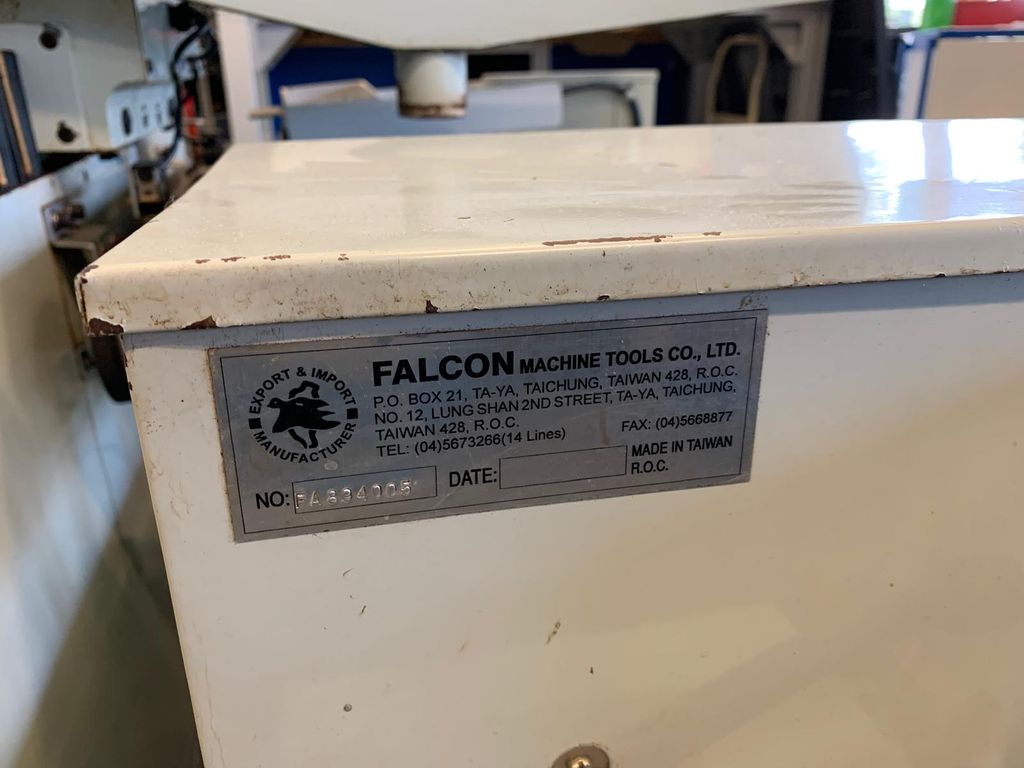 EXPORT & IMPORT
MANUFACTURER
FALCON MACHINE TOOLS CO., LTD.
P.O. BOX 21, TA-YA, TAICHUNG, TAIWAN 428, R.O.C.
NO. 12, LUNG SHAN 2ND STREET, TA-YA, TAICHUNG,
TAIWAN 428, R.O.C. FAX: (04)5668877
TEL: (04)5673266(14 Lines)
NO: FA834005 DATE: MADE IN TAIWAN
R.O.C.